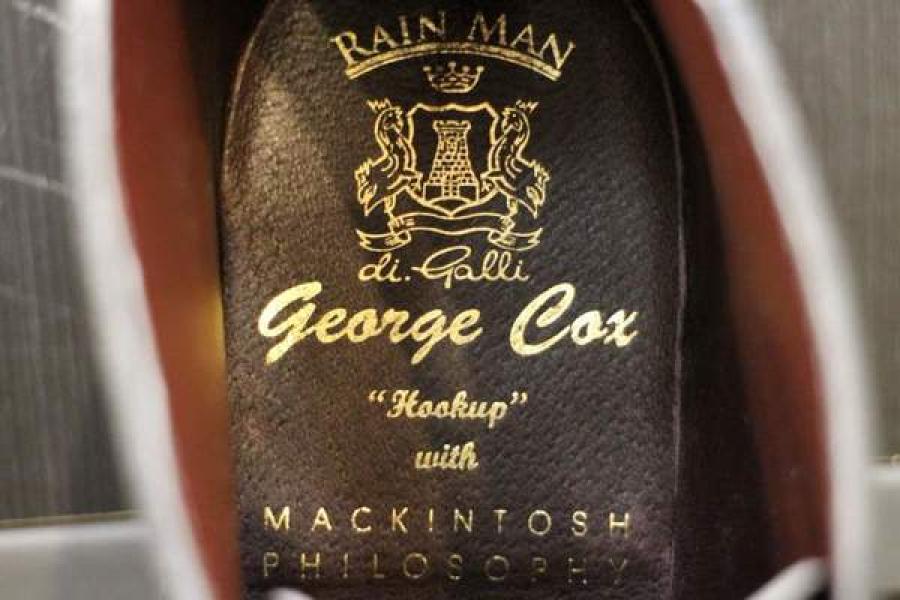 RAIN MAN
di.Galli
George Cox
“Hookup”
with
MACKINTOSH
PHILOSOPHY